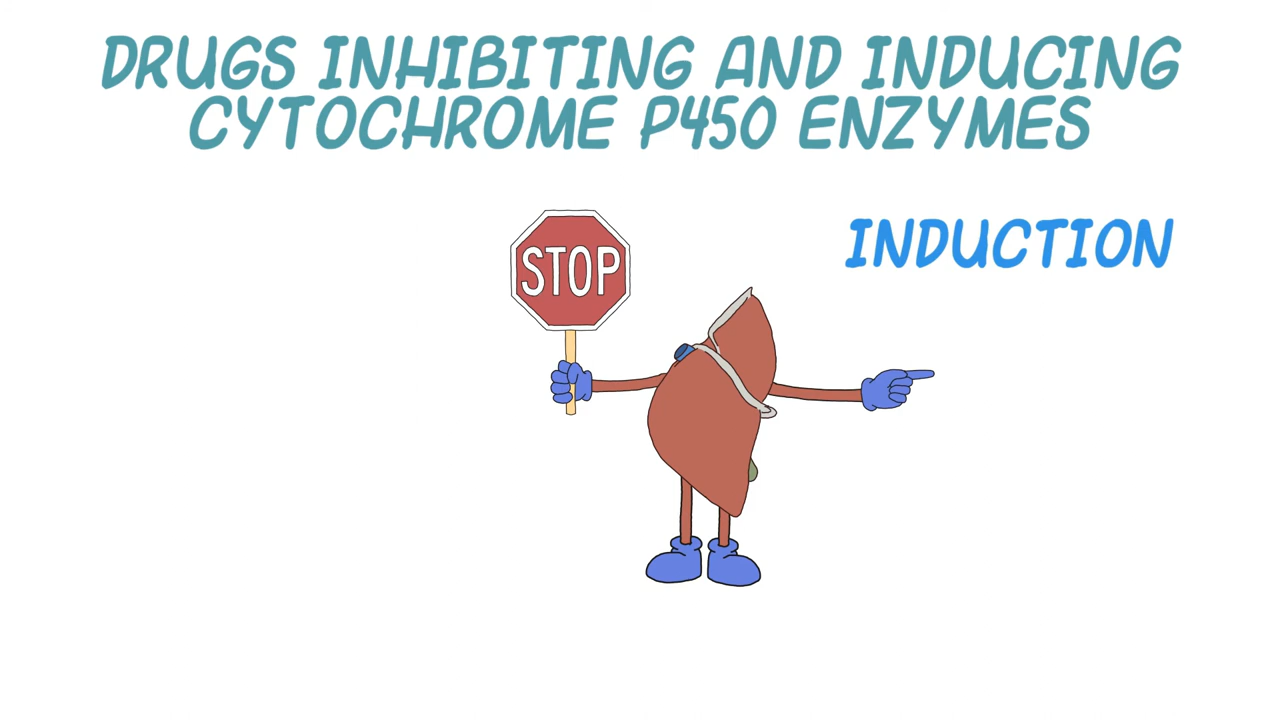 DRUGS INHIBITING AND INDUCING
CYTOCHROME P450 ENZYMES
INDUCTION
STOP